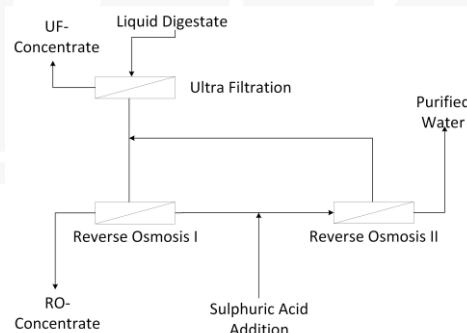 UF-
Concentrate
Liquid Digestate
Ultra Filtration
Purified
Water
Reverse Osmosis I
Reverse Osmosis II
RO-
Concentrate
Sulphuric Acid
Addition